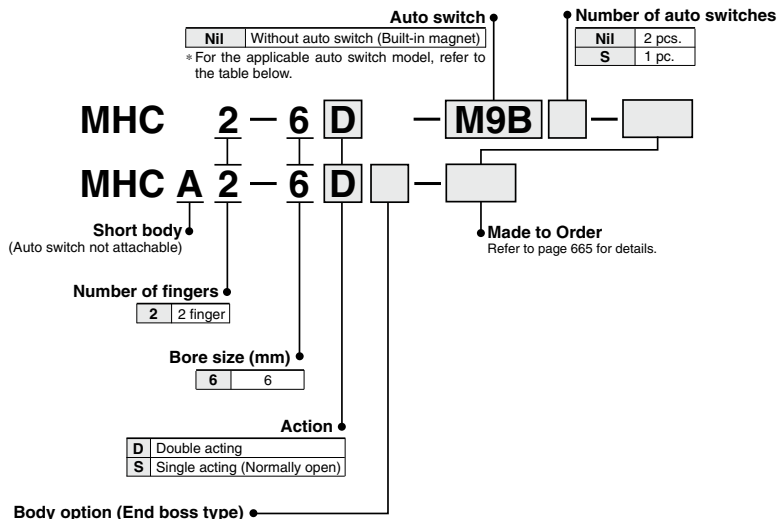 Auto switch
Nil Without auto switch (Built-in magnet)
* For the applicable auto switch model, refer to
the table below.
Number of auto switches
Nil 2 pcs.
S 1 pc.
MHC 2 — 6 D — M9B —
MHC A 2 — 6 D —
Short body
(Auto switch not attachable)
Made to Order
Refer to page 665 for details.
Number of fingers
2 2 finger
Bore size (mm)
6 6
Action
D Double acting
S Single acting (Normally open)
Body option (End boss type)